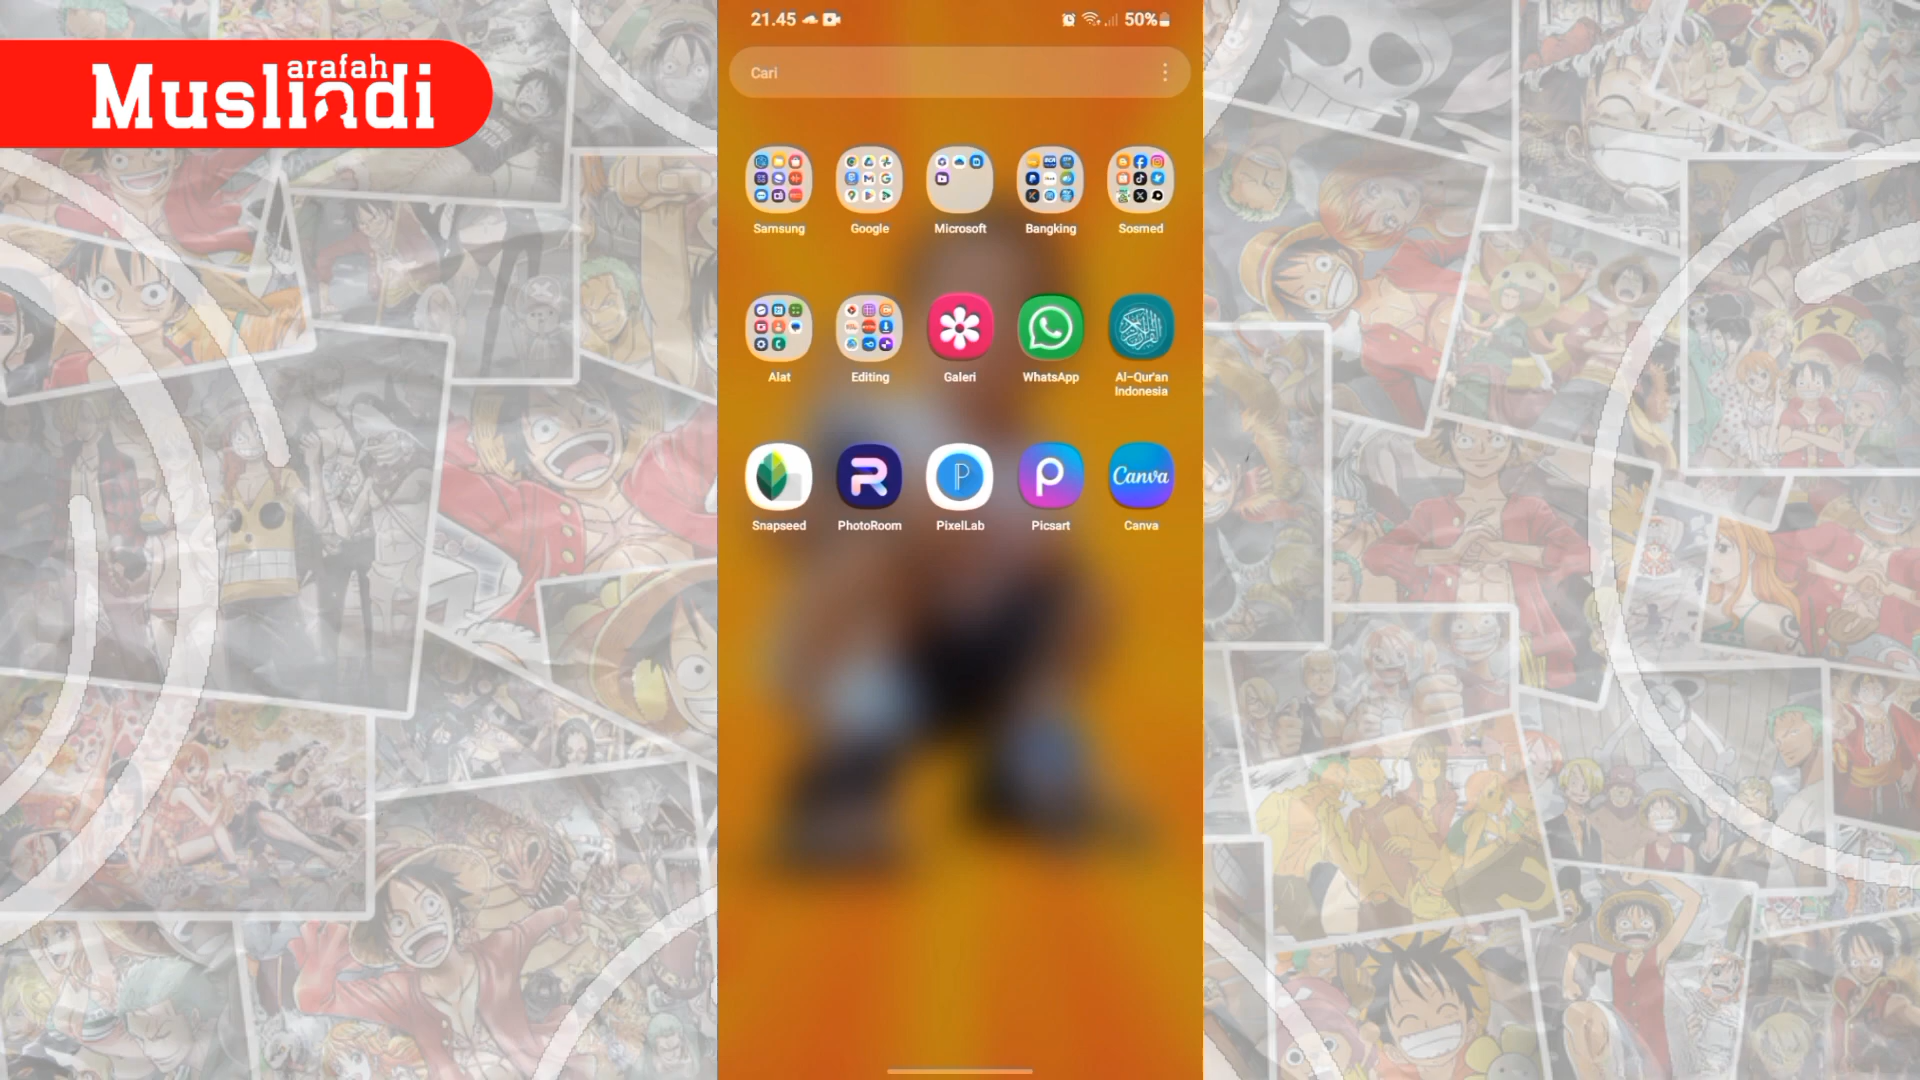 arafah
Muslindi
21.45
50%
Cari
Samsung
Google
Microsoft
Bangking
Sosmed
Alat
Editing
Galeri
WhatsApp
Al-Qur'an
Indonesia
Snapseed
PhotoRoom
PixelLab
Picsart
Canva
Canva